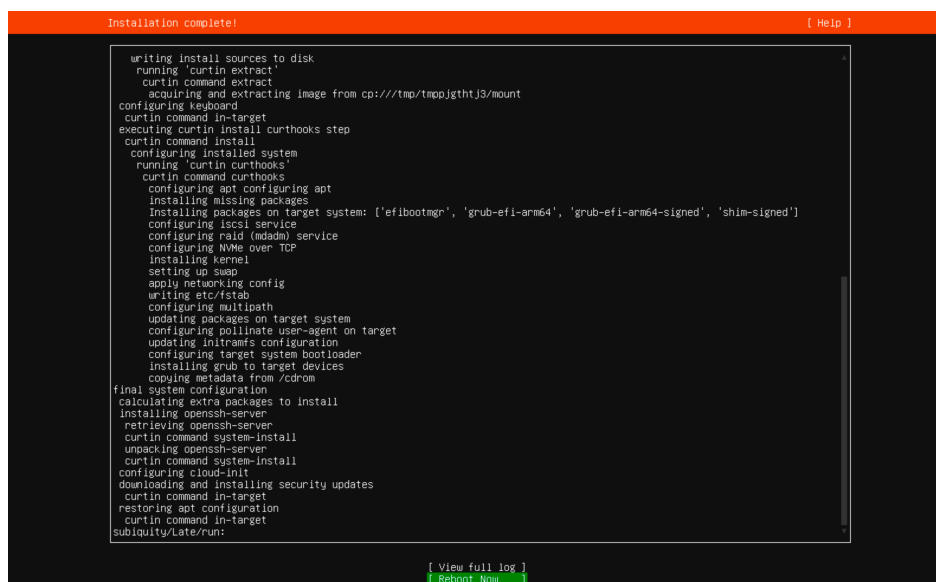 Installation complete! [ Help ]
writing install sources to disk
running 'curtin extract'
curtin command extract
acquiring and extracting image from cp:///tmp/tmppjgthtj3/mount
configuring keyboard
curtin command in-target
executing curtin install curthooks step
curtin command install
configuring installed system
running 'curtin curthooks'
curtin command curthooks
configuring apt configuring apt
installing missing packages
Installing packages on target system: ['efibootmgr', 'grub-efi-arm64', 'grub-efi-arm64-signed', 'shim-signed']
configuring iscsi service
configuring raid (mdadm) service
configuring NVMe over TCP
installing kernel
setting up swap
apply networking config
writing etc/fstab
configuring multipath
updating packages on target system
configuring pollinate user-agent on target
updating initramfs configuration
configuring target system bootloader
installing grub to target devices
copying metadata from /cdrom
final system configuration
calculating extra packages to install
installing openssh-server
retrieving openssh-server
curtin command system-install
unpacking openssh-server
curtin command system-install
configuring cloud-init
downloading and installing security updates
curtin command in-target
restoring apt configuration
curtin command in-target
subiquity/Late/run:
[ View full log ]
[ Reboot Now ]